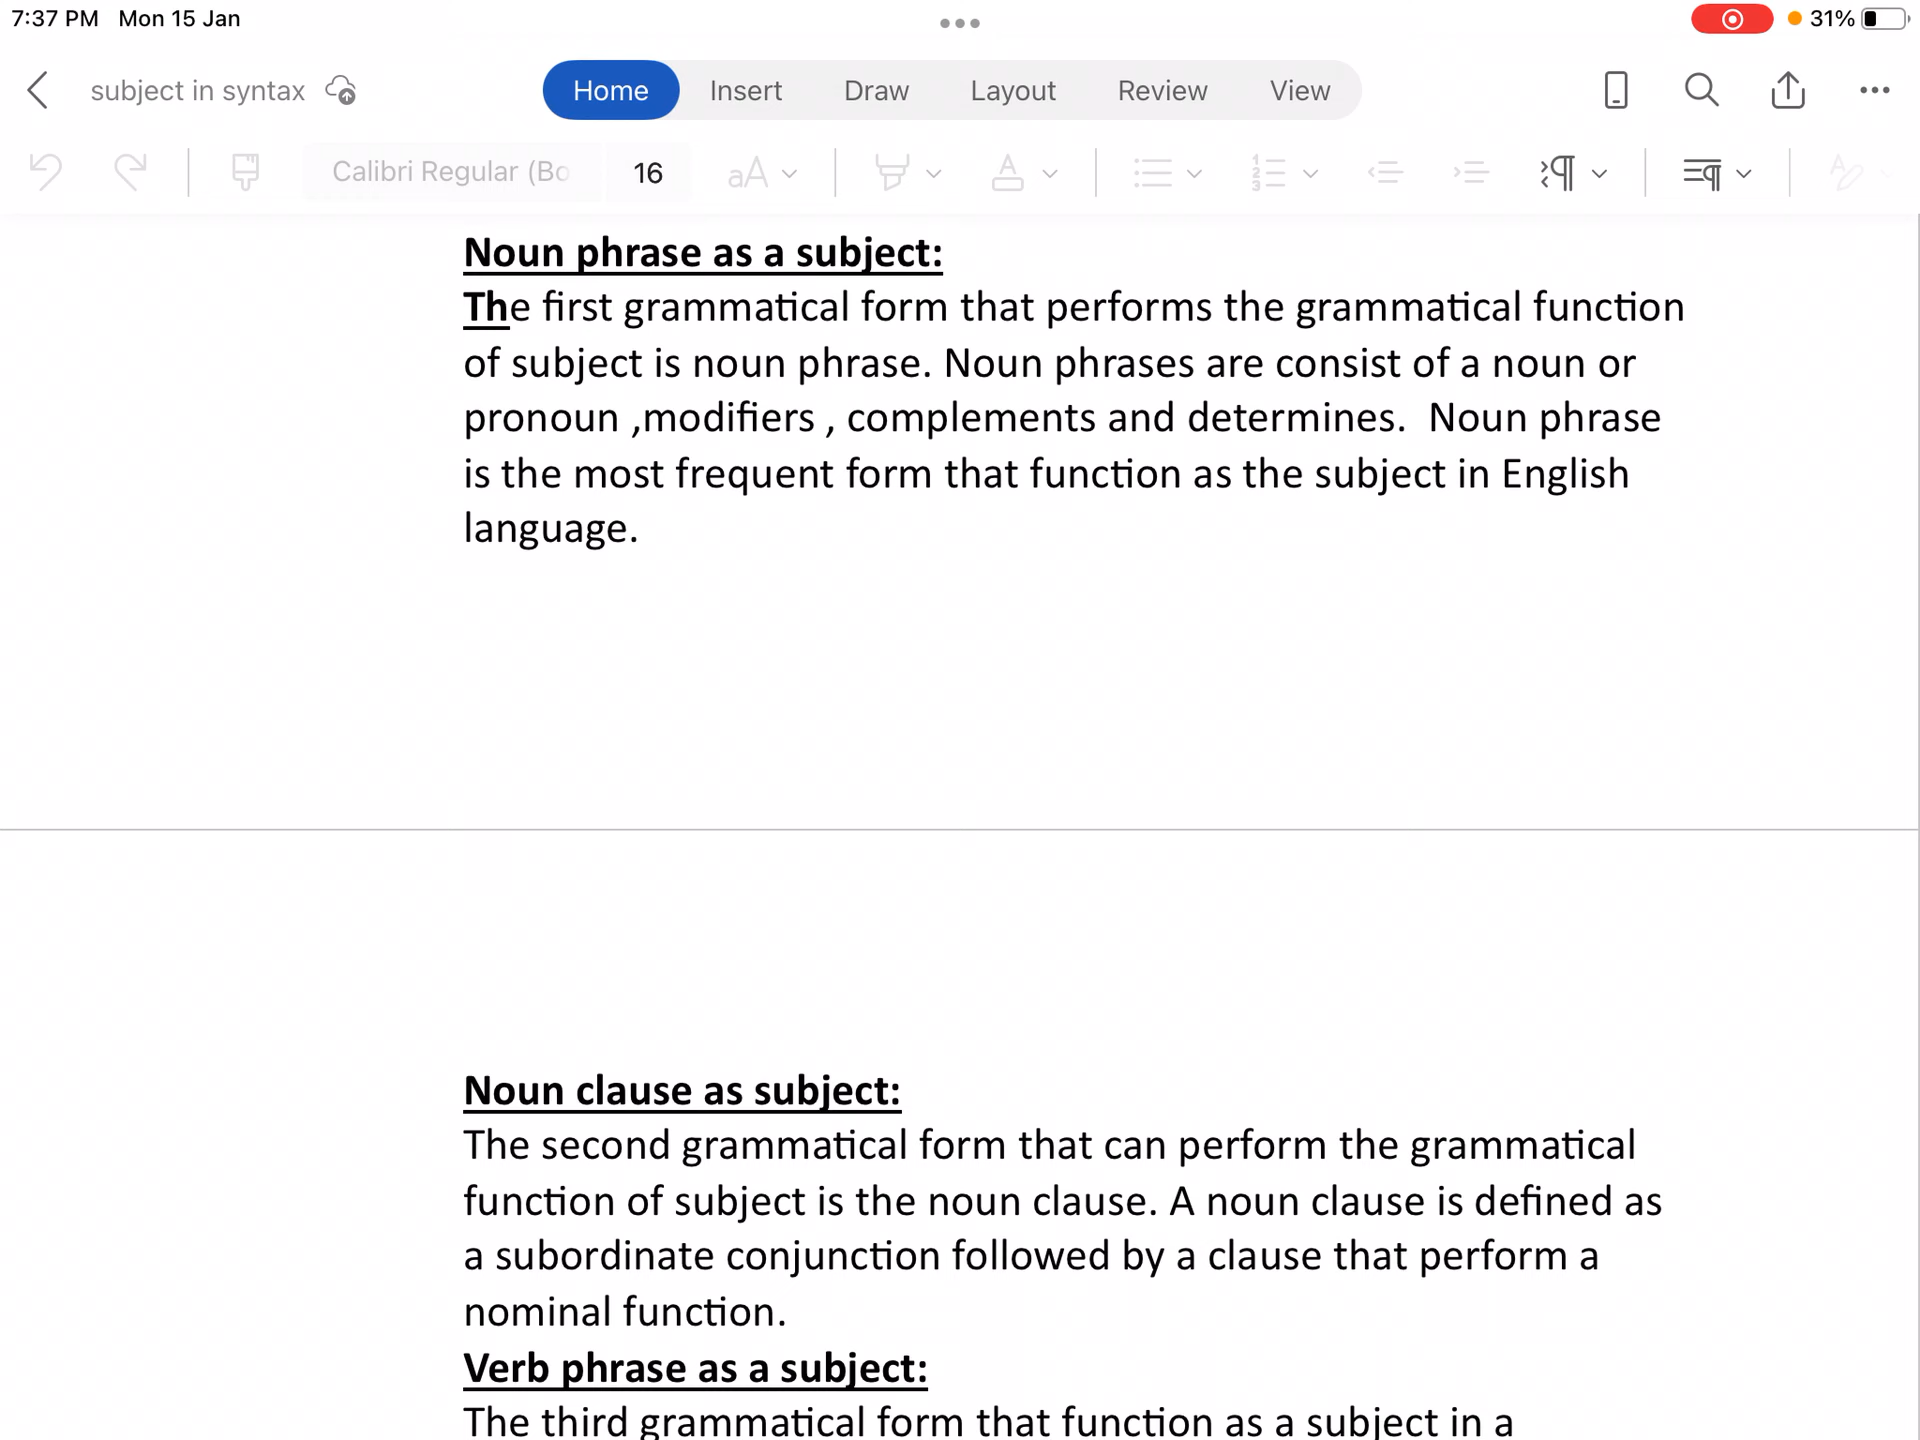 7:37 PM Mon 15 Jan
31%
subject in syntax
Home Insert Draw Layout Review View
Calibri Regular (Bo 16 aA A
Noun phrase as a subject:
The first grammatical form that performs the grammatical function
of subject is noun phrase. Noun phrases are consist of a noun or
pronoun ,modifiers , complements and determines.  Noun phrase
is the most frequent form that function as the subject in English
language.
Noun clause as subject:
The second grammatical form that can perform the grammatical
function of subject is the noun clause. A noun clause is defined as
a subordinate conjunction followed by a clause that perform a
nominal function.
Verb phrase as a subject:
The third grammatical form that function as a subject in a